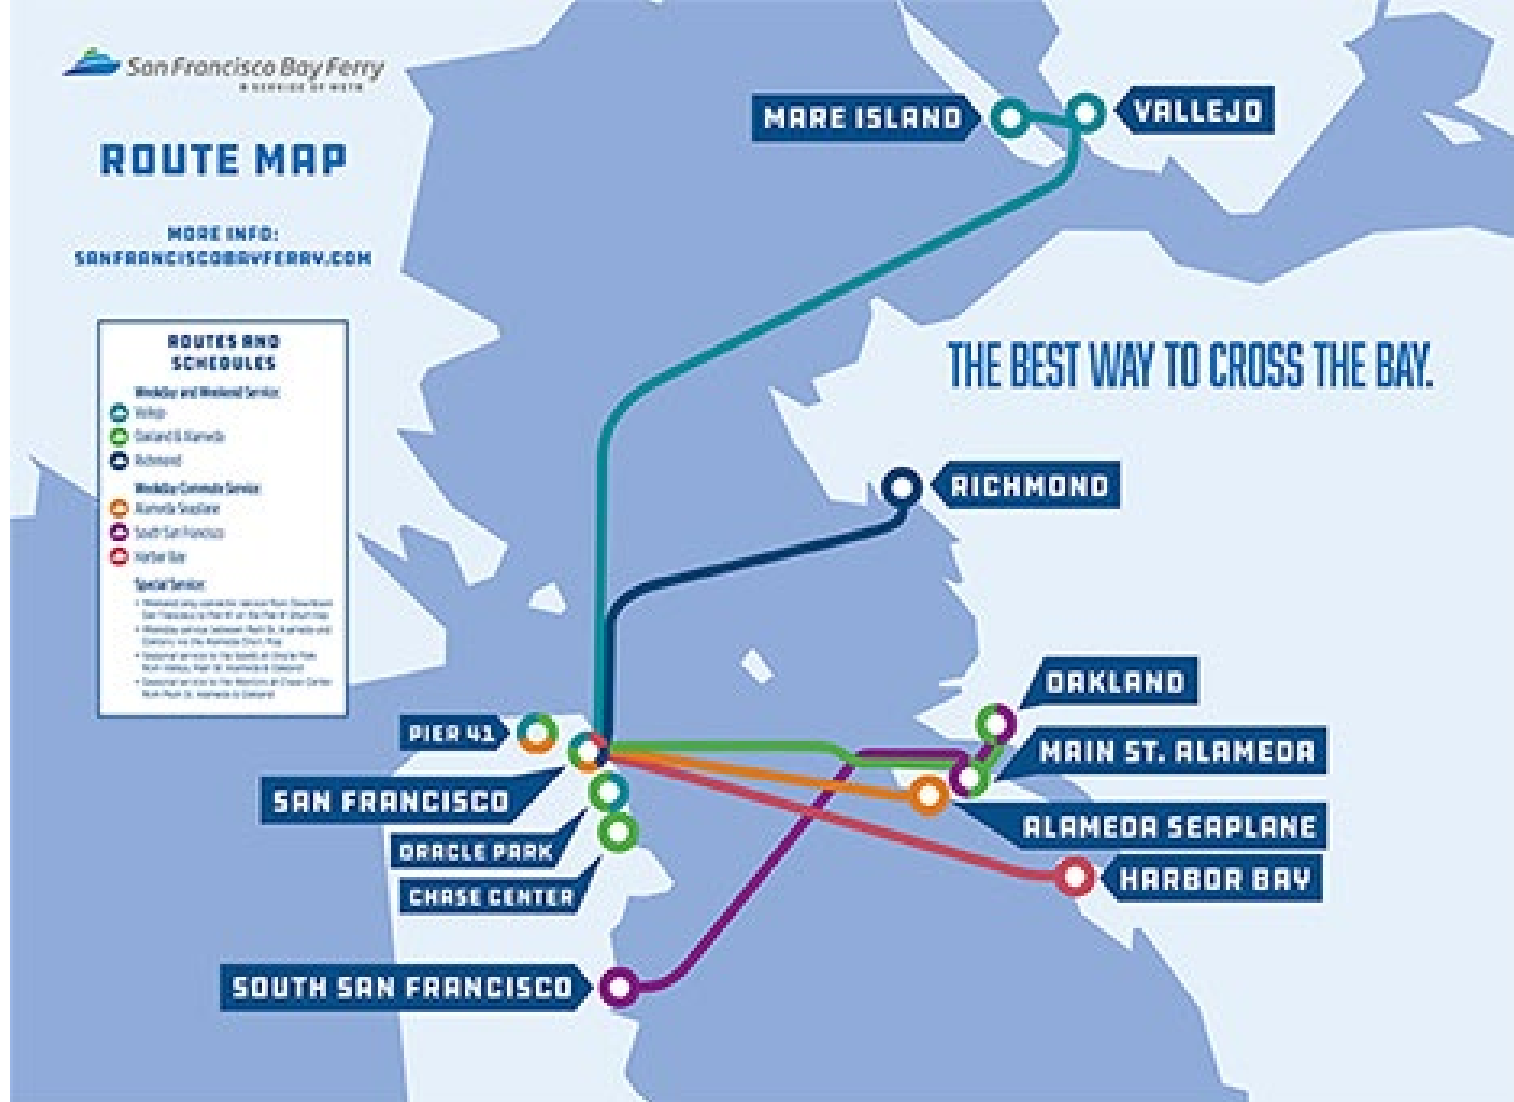 San Francisco Bay Ferry
A SERVICE OF WETA
ROUTE MAP
MORE INFO:
SANFRANCISCOBAYFERRY.COM
ROUTES AND
SCHEDULES
Weekday and Weekend Service:
Vallejo
Oakland & Alameda
Richmond
Weekday Commute Service:
Alameda Seaplane
South San Francisco
Harbor Bay
Special Service:
MARE ISLAND
VALLEJO
THE BEST WAY TO CROSS THE BAY.
RICHMOND
OAKLAND
PIER 41
MAIN ST. ALAMEDA
SAN FRANCISCO
ALAMEDA SEAPLANE
ORACLE PARK
HARBOR BAY
CHASE CENTER
SOUTH SAN FRANCISCO